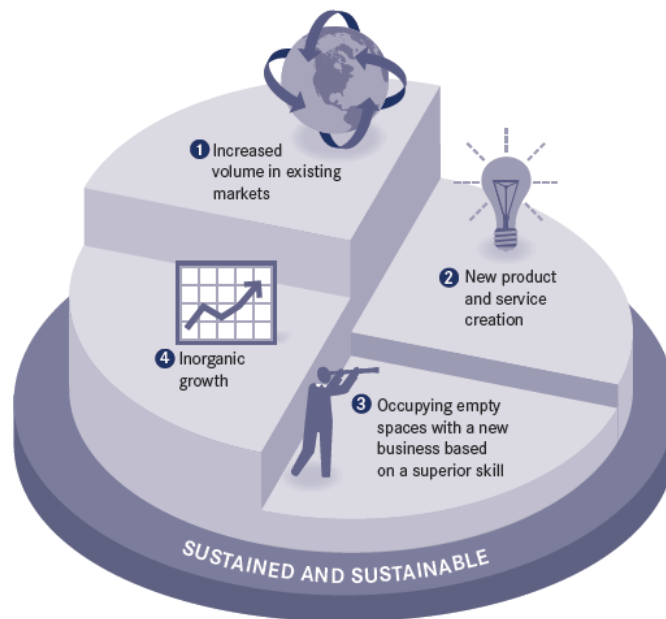 1 Increased
volume in existing
markets
2 New product
and service
creation
3 Occupying empty
spaces with a new
business based
on a superior skill
4 Inorganic
growth
SUSTAINED AND SUSTAINABLE